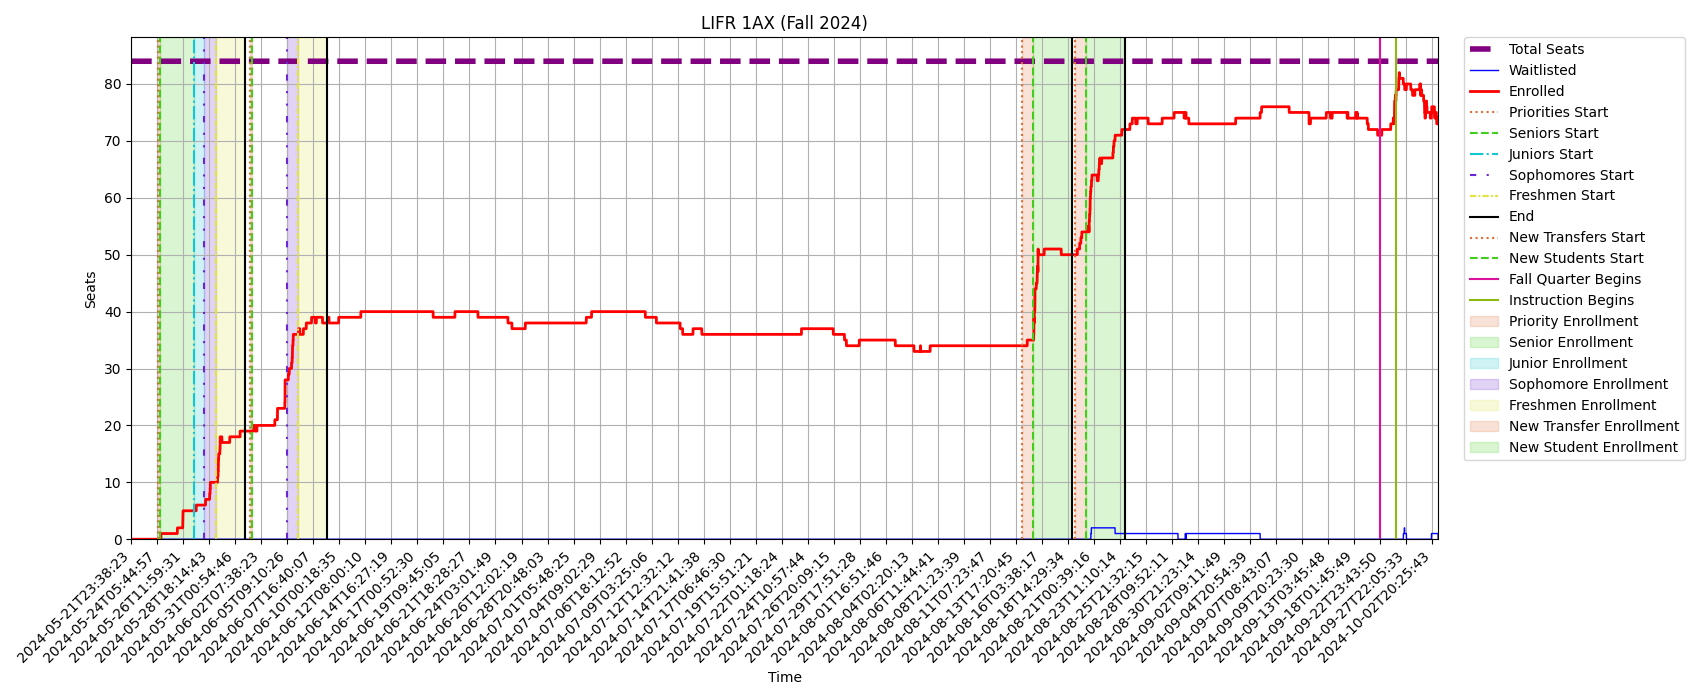 LIFR 1AX (Fall 2024)
Total Seats
Waitlisted
Enrolled
Priorities Start
Seniors Start
Juniors Start
Sophomores Start
Freshmen Start
End
New Transfers Start
New Students Start
Fall Quarter Begins
Instruction Begins
Priority Enrollment
Senior Enrollment
Junior Enrollment
Sophomore Enrollment
Freshmen Enrollment
New Transfer Enrollment
New Student Enrollment
Seats
80
70
60
50
40
30
20
10
0
2024-05-21T23:38:23
2024-05-24T05:44:57
2024-05-26T11:59:31
2024-05-28T18:14:43
2024-05-31T00:54:46
2024-06-02T07:38:23
2024-06-05T09:10:26
2024-06-07T16:40:07
2024-06-10T00:18:35
2024-06-12T08:00:10
2024-06-14T16:27:19
2024-06-17T00:52:30
2024-06-19T09:45:05
2024-06-21T18:28:27
2024-06-24T03:01:49
2024-06-26T12:02:19
2024-06-28T20:48:03
2024-07-01T05:48:25
2024-07-04T09:02:29
2024-07-06T18:12:52
2024-07-09T03:25:06
2024-07-12T12:32:12
2024-07-14T21:41:38
2024-07-17T06:46:30
2024-07-19T15:51:21
2024-07-22T01:18:24
2024-07-24T10:57:44
2024-07-26T20:09:15
2024-07-29T17:51:28
2024-08-01T16:51:46
2024-08-04T02:20:13
2024-08-06T11:44:41
2024-08-08T21:23:39
2024-08-11T07:23:47
2024-08-13T17:20:45
2024-08-16T03:38:17
2024-08-18T14:29:34
2024-08-21T00:39:16
2024-08-23T11:10:14
2024-08-25T21:32:15
2024-08-28T09:52:11
2024-08-30T21:23:14
2024-09-02T09:11:49
2024-09-04T20:54:39
2024-09-07T08:43:07
2024-09-09T20:23:30
2024-09-13T03:45:48
2024-09-18T01:45:49
2024-09-22T23:43:50
2024-09-27T22:05:33
2024-10-02T20:25:43
Time